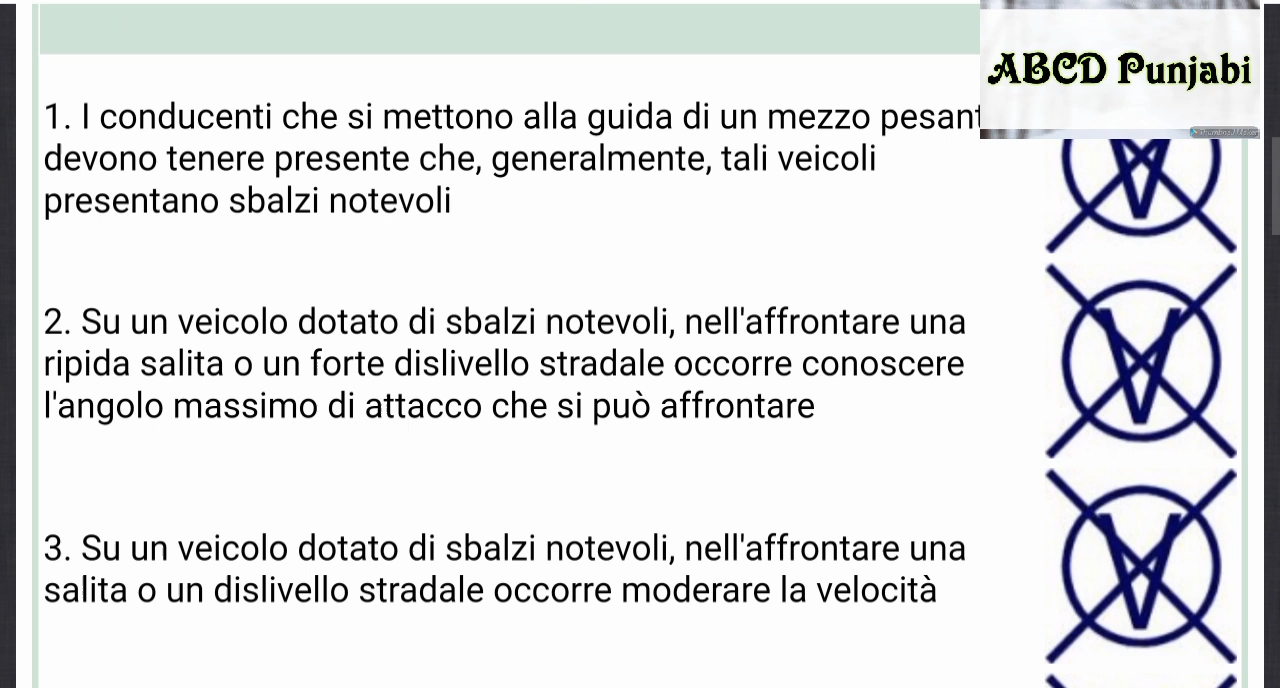 ABCD Punjabi
1. I conducenti che si mettono alla guida di un mezzo pesant
devono tenere presente che, generalmente, tali veicoli
presentano sbalzi notevoli
V
2. Su un veicolo dotato di sbalzi notevoli, nell'affrontare una
ripida salita o un forte dislivello stradale occorre conoscere
l'angolo massimo di attacco che si può affrontare
V
3. Su un veicolo dotato di sbalzi notevoli, nell'affrontare una
salita o un dislivello stradale occorre moderare la velocità
V